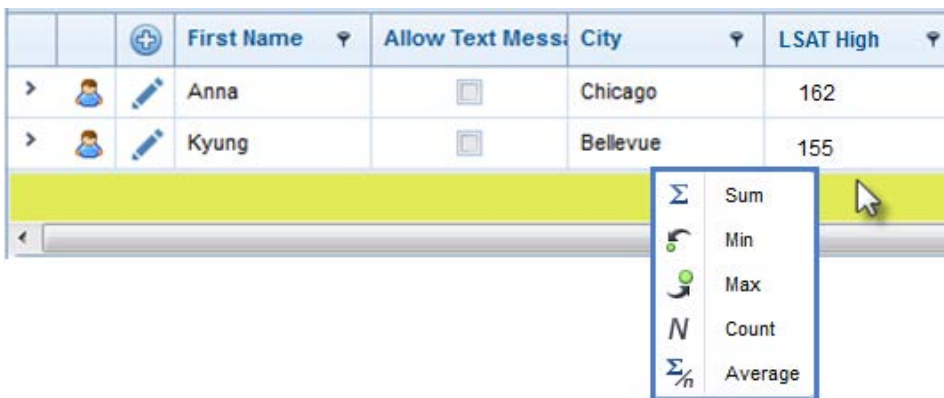 First Name Allow Text Messa City LSAT High
Anna Chicago 162
Kyung Bellevue 155
Σ Sum
Min
Max
N Count
Σ/n Average